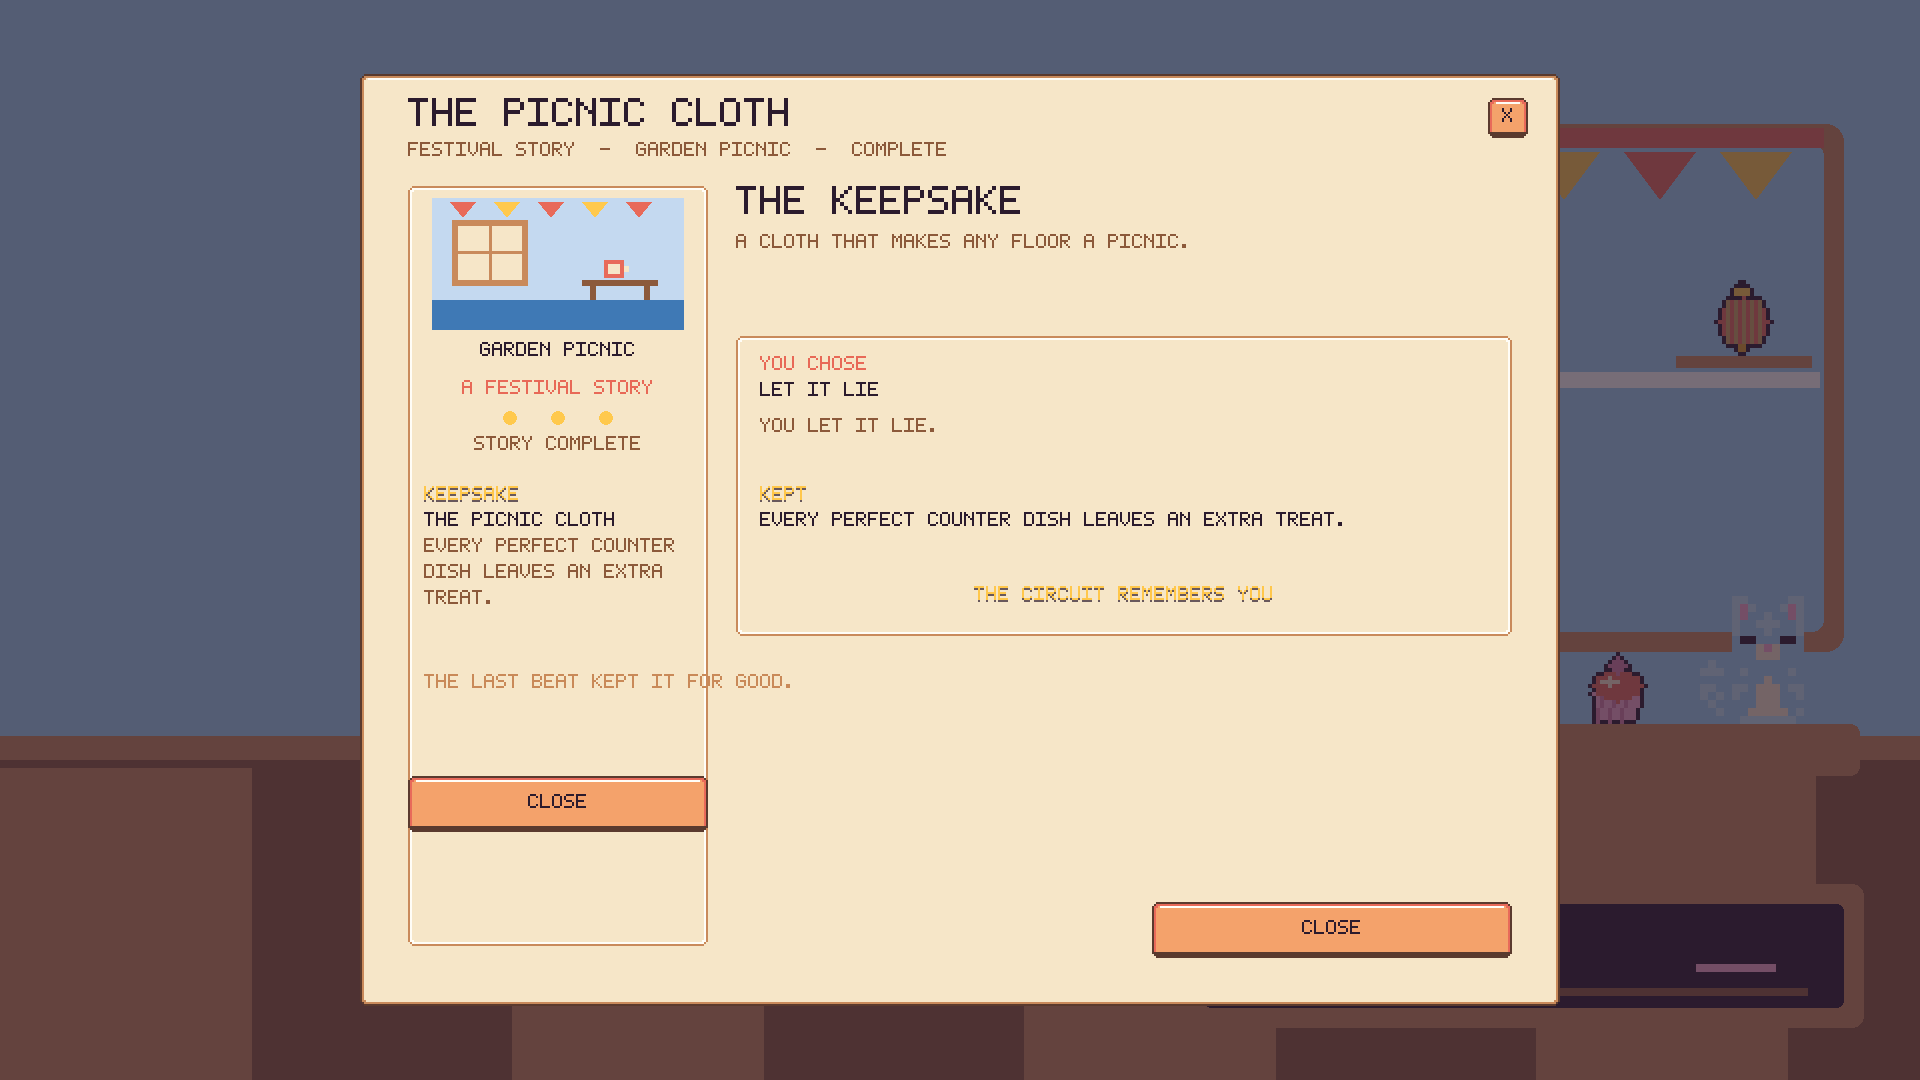 THE PICNIC CLOTH
X
FESTIVAL STORY - GARDEN PICNIC - COMPLETE
GARDEN PICNIC
A FESTIVAL STORY
STORY COMPLETE
KEEPSAKE
THE PICNIC CLOTH
EVERY PERFECT COUNTER
DISH LEAVES AN EXTRA
TREAT.
THE LAST BEAT KEPT IT FOR GOOD.
CLOSE
THE KEEPSAKE
A CLOTH THAT MAKES ANY FLOOR A PICNIC.
YOU CHOSE
LET IT LIE
YOU LET IT LIE.
KEPT
EVERY PERFECT COUNTER DISH LEAVES AN EXTRA TREAT.
THE CIRCUIT REMEMBERS YOU
CLOSE